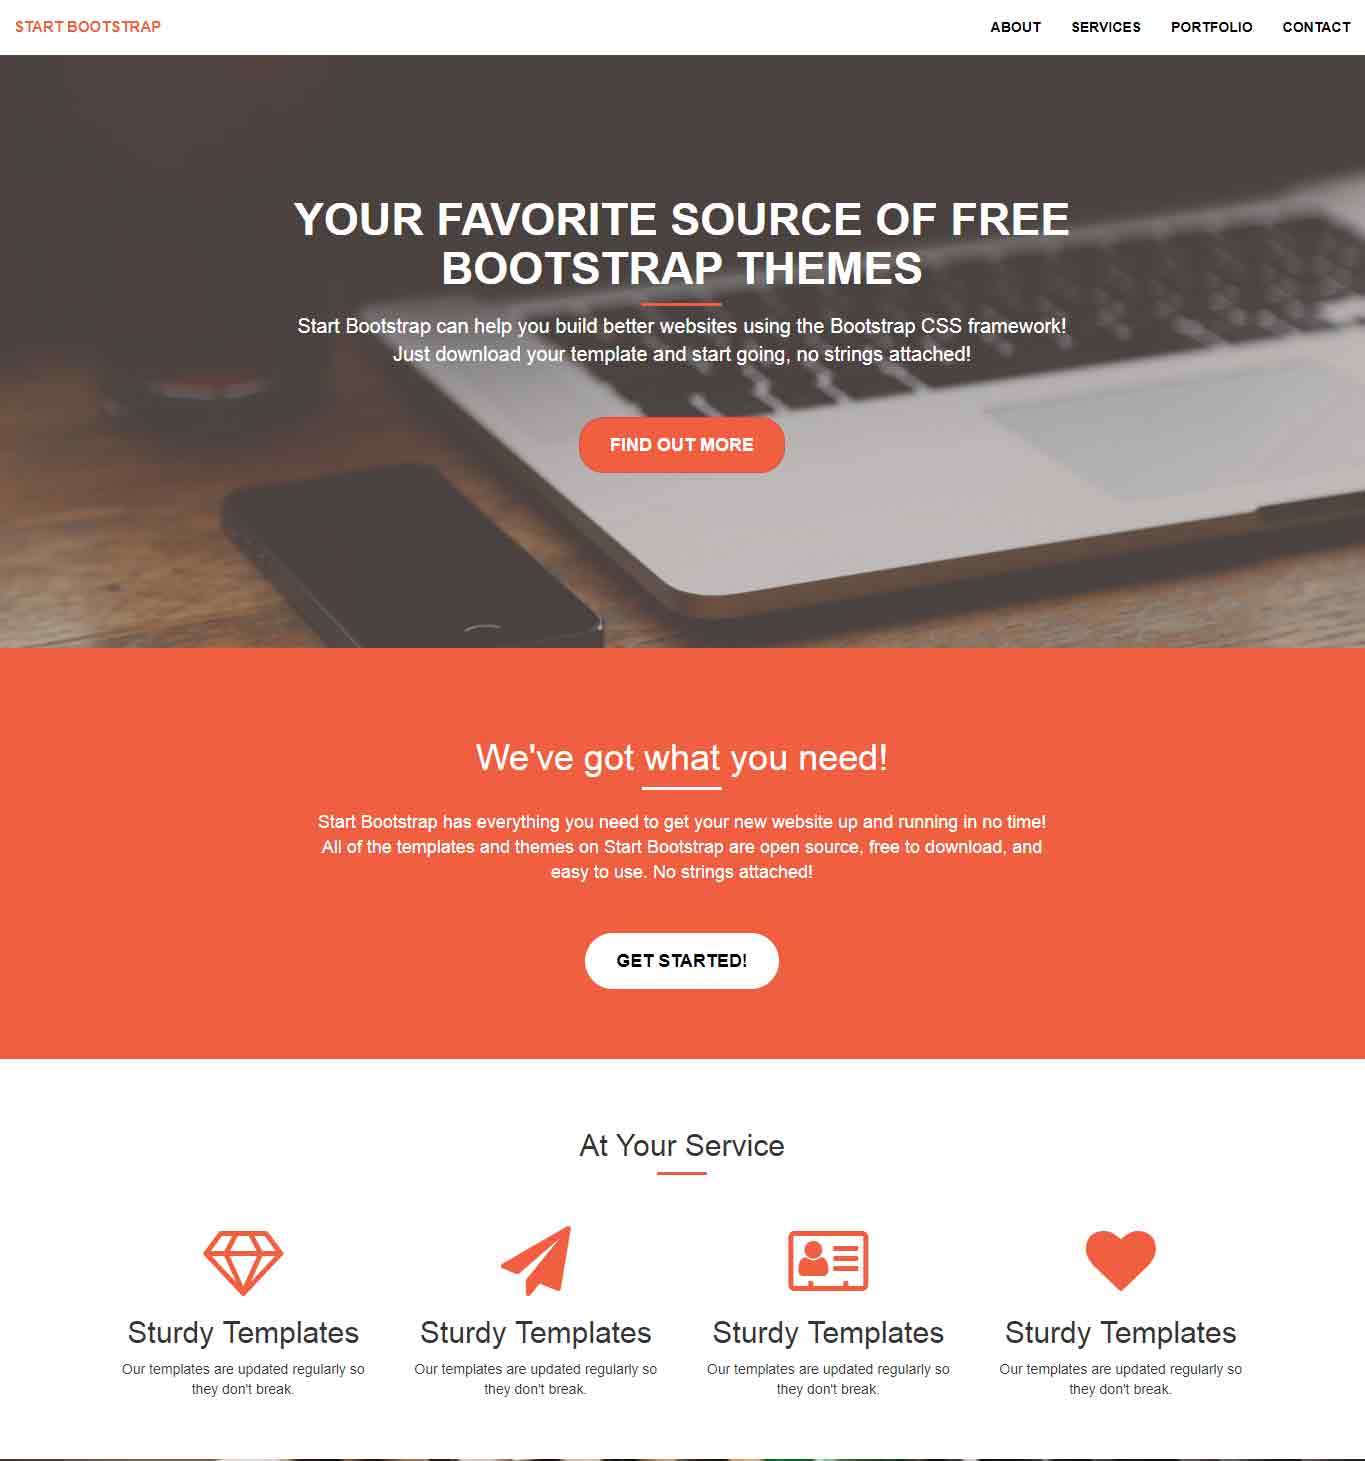 START BOOTSTRAP
ABOUT SERVICES PORTFOLIO CONTACT
YOUR FAVORITE SOURCE OF FREE
BOOTSTRAP THEMES
Start Bootstrap can help you build better websites using the Bootstrap CSS framework!
Just download your template and start going, no strings attached!
FIND OUT MORE
We've got what you need!
Start Bootstrap has everything you need to get your new website up and running in no time!
All of the templates and themes on Start Bootstrap are open source, free to download, and
easy to use. No strings attached!
GET STARTED!
At Your Service
Sturdy Templates
Our templates are updated regularly so
they don't break.
Sturdy Templates
Our templates are updated regularly so
they don't break.
Sturdy Templates
Our templates are updated regularly so
they don't break.
Sturdy Templates
Our templates are updated regularly so
they don't break.